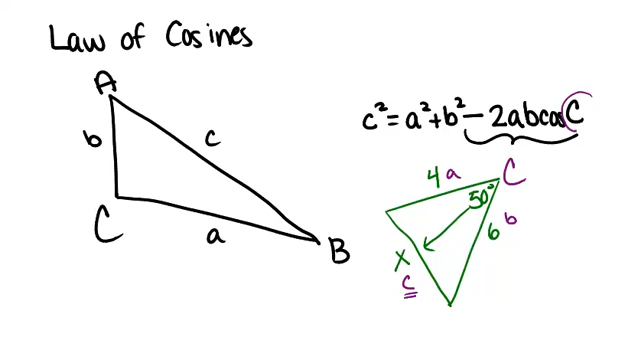 Law of Cosines
A
b
c
C
a
B
c² = a² + b² - 2abcosC
4 a
C
50°
6 b
x
c